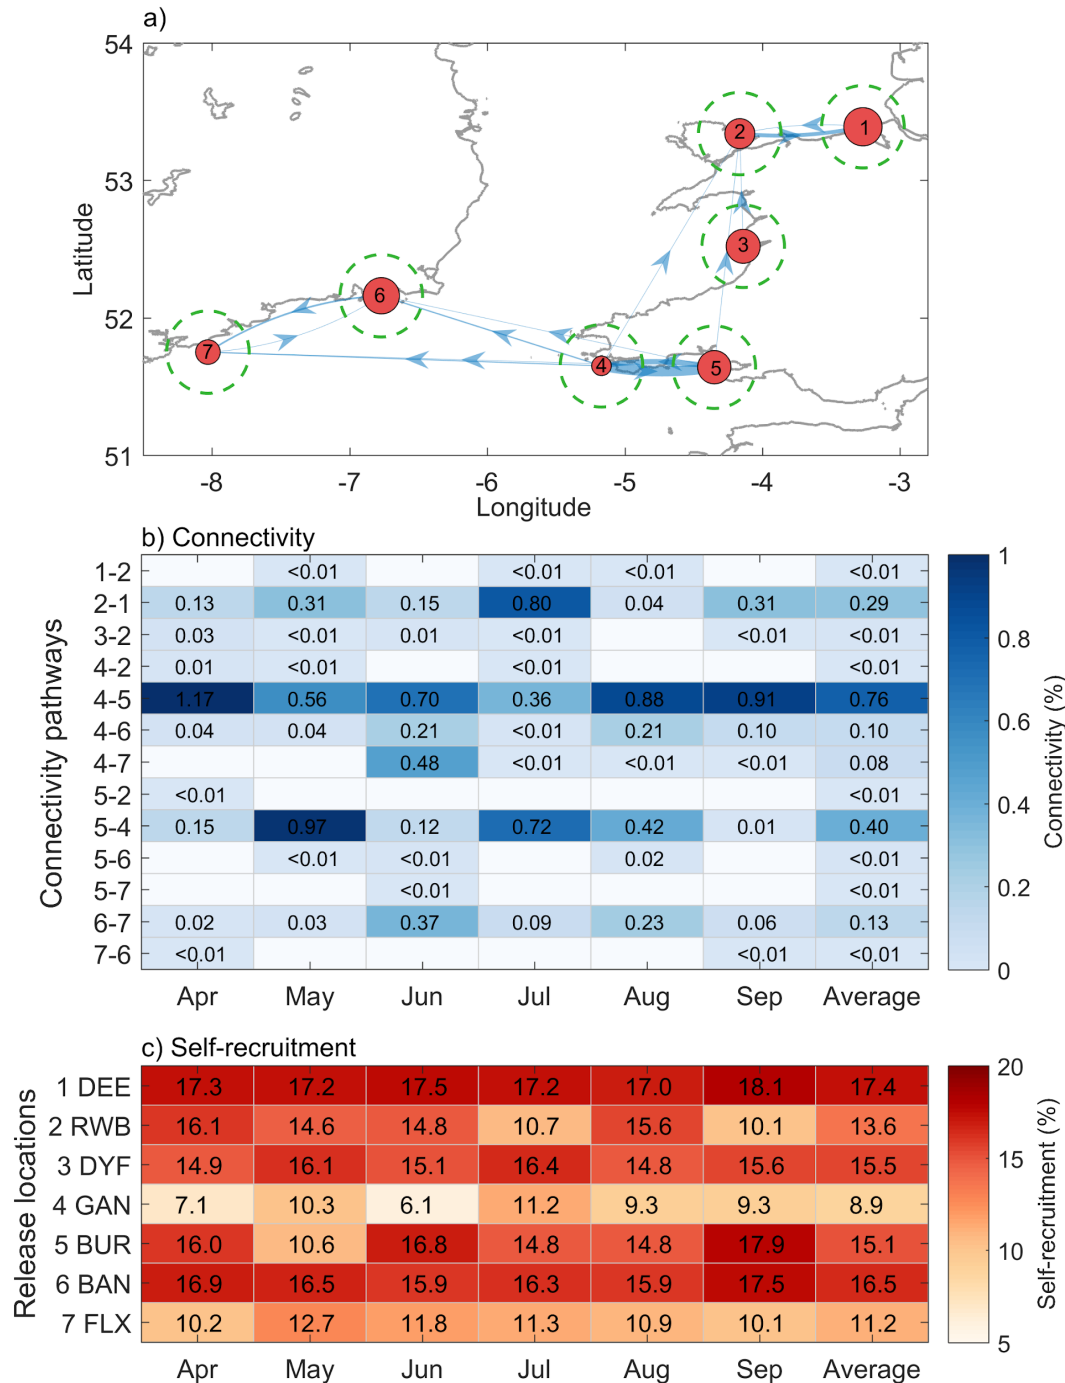 a)
54
53
52
51
Latitude
1
2
3
4
5
6
7
-8 -7 -6 -5 -4 -3
Longitude
b) Connectivity
Connectivity pathways
1-2 <0.01 <0.01 <0.01 <0.01
2-1 0.13 0.31 0.15 0.80 0.04 0.31 0.29
3-2 0.03 <0.01 0.01 <0.01 <0.01 <0.01
4-2 0.01 <0.01 <0.01 <0.01
4-5 1.17 0.56 0.70 0.36 0.88 0.91 0.76
4-6 0.04 0.04 0.21 <0.01 0.21 0.10 0.10
4-7 0.48 <0.01 <0.01 <0.01 0.08
5-2 <0.01 <0.01
5-4 0.15 0.97 0.12 0.72 0.42 0.01 0.40
5-6 <0.01 <0.01 0.02 <0.01
5-7 <0.01 <0.01
6-7 0.02 0.03 0.37 0.09 0.23 0.06 0.13
7-6 <0.01 <0.01 <0.01
Apr May Jun Jul Aug Sep Average
1
0.8
0.6
0.4
0.2
0
Connectivity (%)
c) Self-recruitment
Release locations
1 DEE 17.3 17.2 17.5 17.2 17.0 18.1 17.4
2 RWB 16.1 14.6 14.8 10.7 15.6 10.1 13.6
3 DYF 14.9 16.1 15.1 16.4 14.8 15.6 15.5
4 GAN 7.1 10.3 6.1 11.2 9.3 9.3 8.9
5 BUR 16.0 10.6 16.8 14.8 14.8 17.9 15.1
6 BAN 16.9 16.5 15.9 16.3 15.9 17.5 16.5
7 FLX 10.2 12.7 11.8 11.3 10.9 10.1 11.2
Apr May Jun Jul Aug Sep Average
20
15
10
5
Self-recruitment (%)